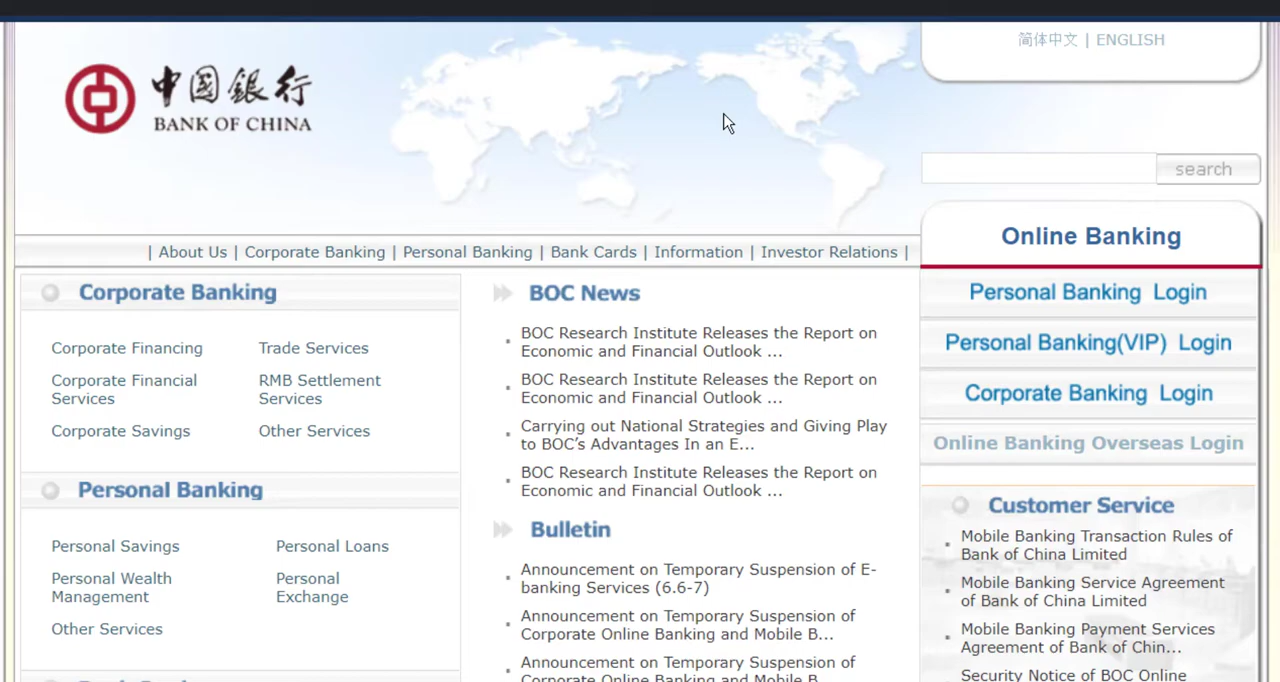 简体中文 | ENGLISH
中國銀行
BANK OF CHINA
search
Online Banking
| About Us | Corporate Banking | Personal Banking | Bank Cards | Information | Investor Relations |
Corporate Banking
Corporate Financing
Trade Services
Corporate Financial
Services
RMB Settlement
Services
Corporate Savings
Other Services
Personal Banking
Personal Savings
Personal Loans
Personal Wealth
Management
Personal
Exchange
Other Services
BOC News
BOC Research Institute Releases the Report on
Economic and Financial Outlook ...
BOC Research Institute Releases the Report on
Economic and Financial Outlook ...
Carrying out National Strategies and Giving Play
to BOC’s Advantages In an E...
BOC Research Institute Releases the Report on
Economic and Financial Outlook ...
Bulletin
Announcement on Temporary Suspension of E-
banking Services (6.6-7)
Announcement on Temporary Suspension of
Corporate Online Banking and Mobile B...
Announcement on Temporary Suspension of
Corporate Online Banking and Mobile B
Personal Banking Login
Personal Banking(VIP) Login
Corporate Banking Login
Online Banking Overseas Login
Customer Service
Mobile Banking Transaction Rules of
Bank of China Limited
Mobile Banking Service Agreement
of Bank of China Limited
Mobile Banking Payment Services
Agreement of Bank of Chin...
Security Notice of BOC Online